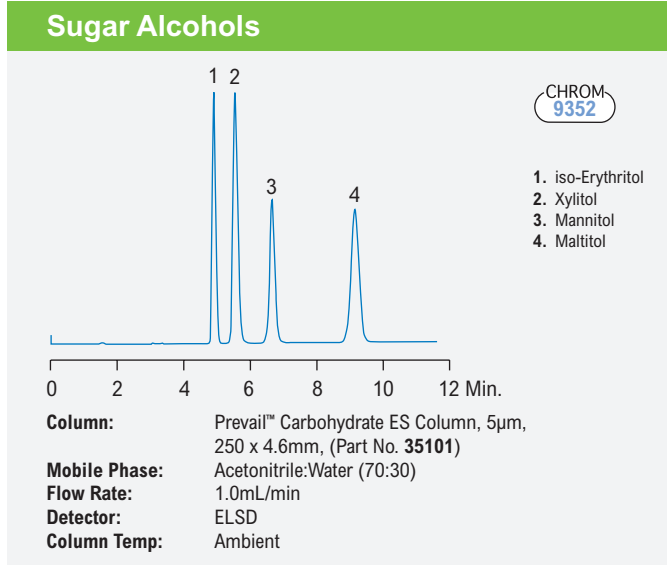 Sugar Alcohols
1 2
3
4
CHROM
9352
1. iso-Erythritol
2. Xylitol
3. Mannitol
4. Maltitol
0 2 4 6 8 10 12 Min.
Column: Prevail™ Carbohydrate ES Column, 5µm,
250 x 4.6mm, (Part No. 35101)
Mobile Phase: Acetonitrile:Water (70:30)
Flow Rate: 1.0mL/min
Detector: ELSD
Column Temp: Ambient